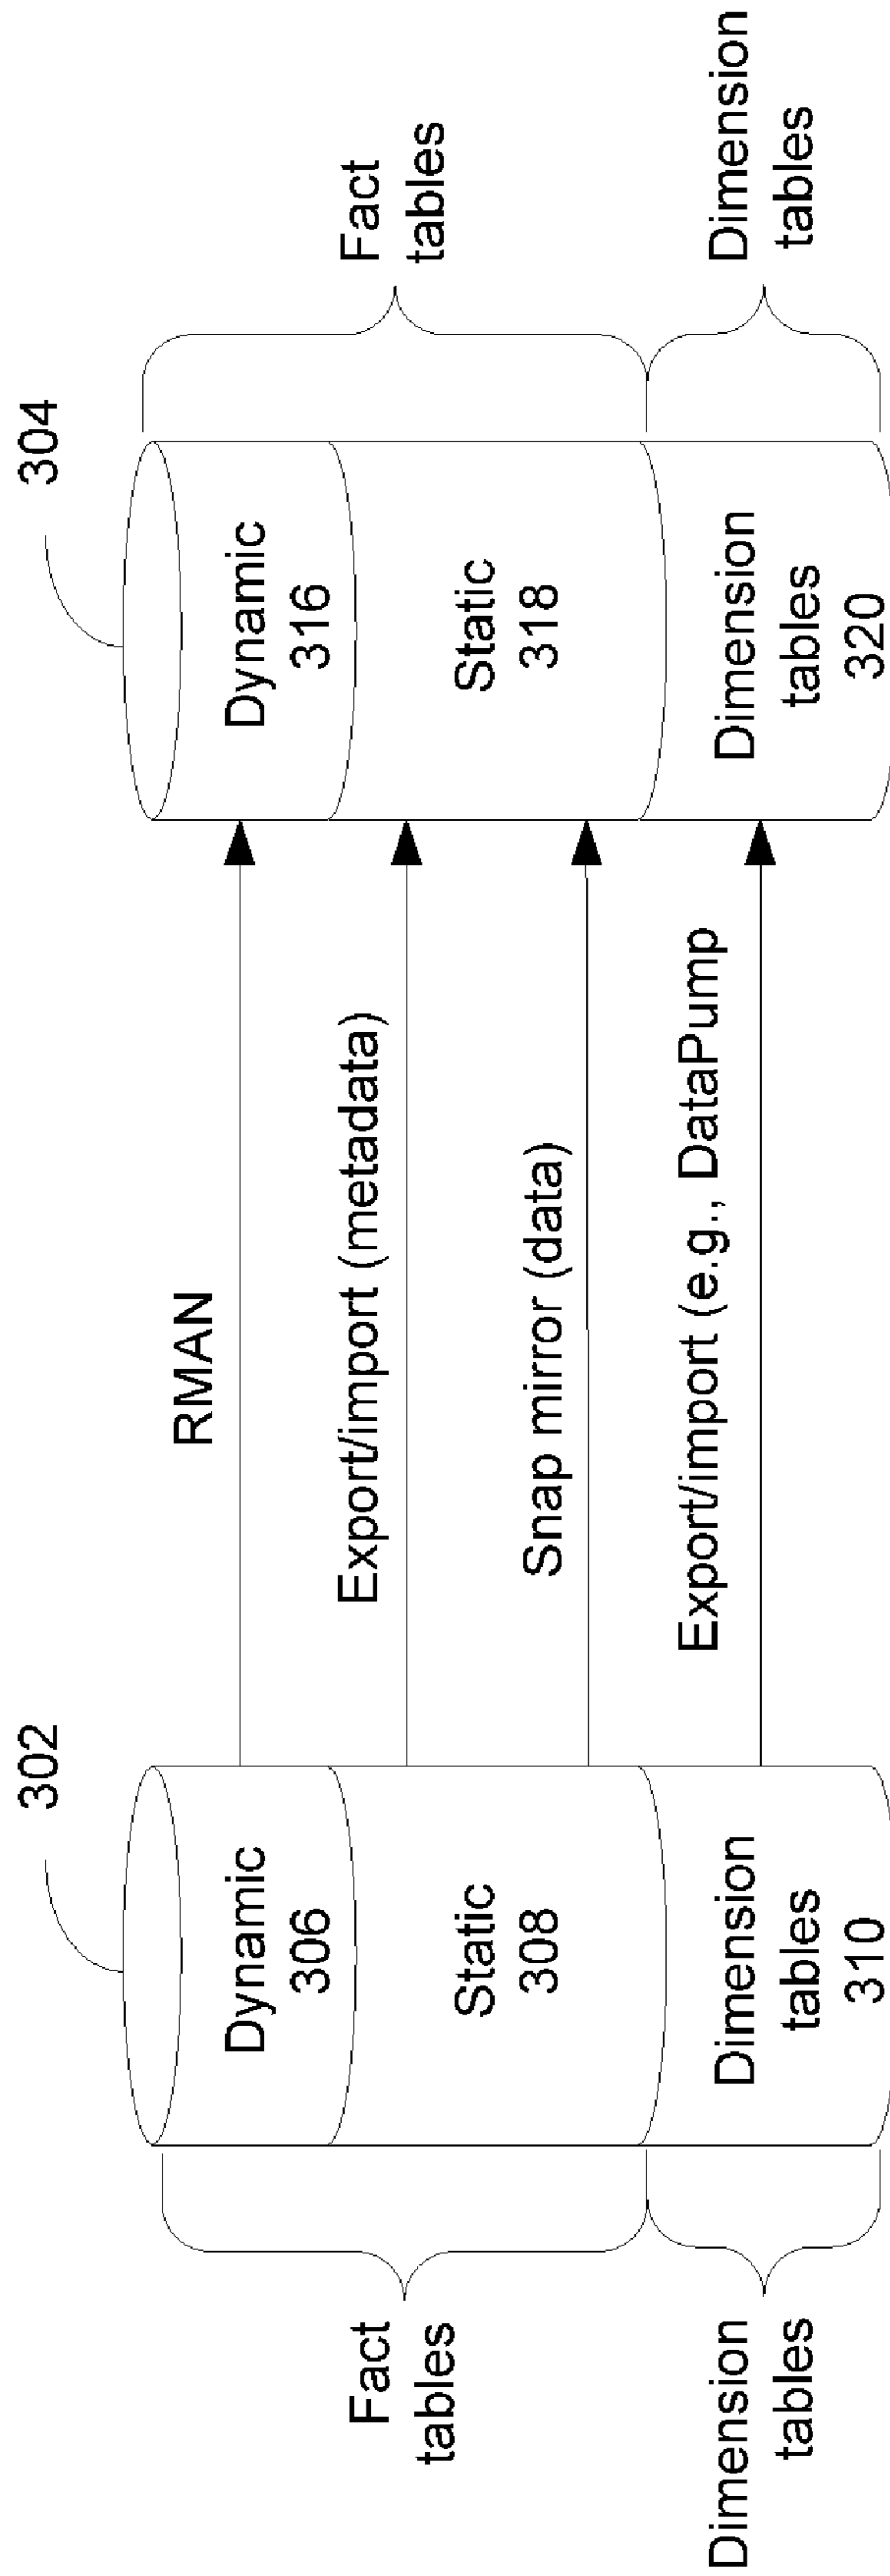 302
304
Fact
tables
Dimension
tables
Dynamic
306
Static
308
Dimension
tables
310
RMAN
Export/import (metadata)
Snap mirror (data)
Export/import (e.g., DataPump
Dynamic
316
Static
318
Dimension
tables
320
Fact
tables
Dimension
tables